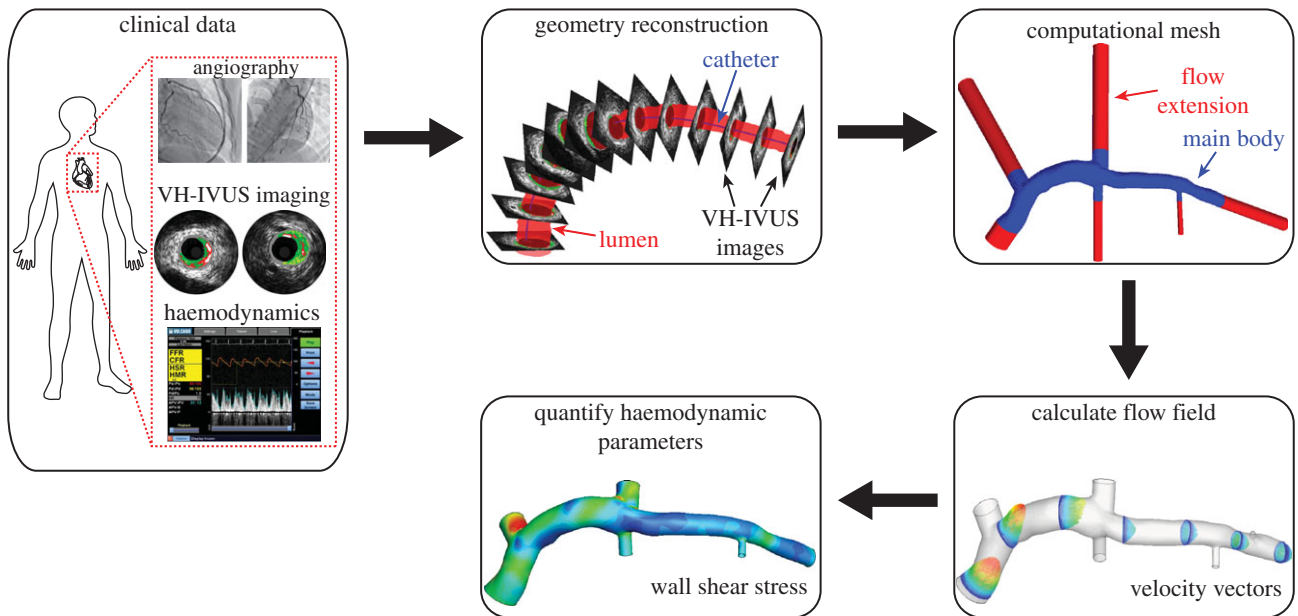 clinical data
angiography
VH-IVUS imaging
haemodynamics
FFR
CFR
HSR
HMR
geometry reconstruction
catheter
lumen
VH-IVUS
images
computational mesh
flow
extension
main body
calculate flow field
velocity vectors
quantify haemodynamic
parameters
wall shear stress